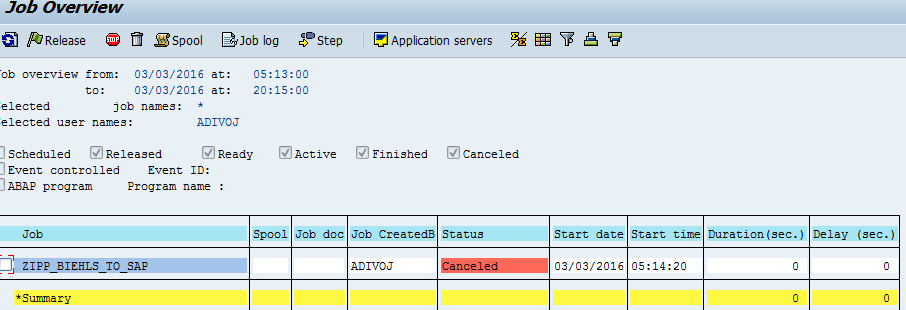 Job Overview
Release Spool Job log Step Application servers
ob overview from: 03/03/2016 at: 05:13:00
to: 03/03/2016 at: 20:15:00
elected job names: *
elected user names: ADIVOJ
Scheduled Released Ready Active Finished Canceled
Event controlled Event ID:
ABAP program Program name :
Job Spool Job doc Job CreatedB Status Start date Start time Duration(sec.) Delay (sec.)
ZIPP_BIEHLS_TO_SAP ADIVOJ Canceled 03/03/2016 05:14:20 0 0
*Summary 0 0